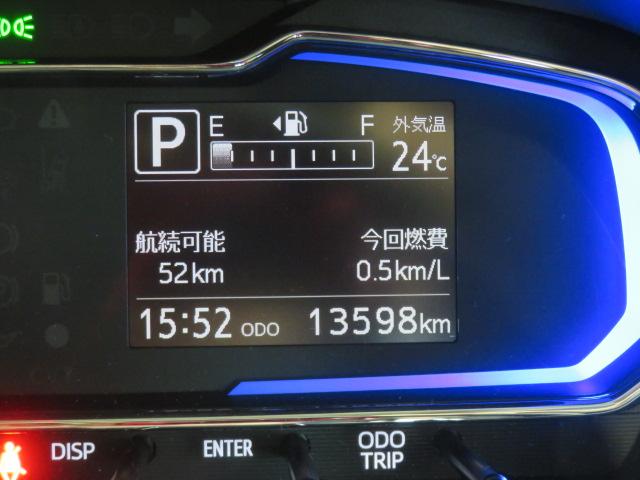 P E F 外気温
24℃
航続可能 今回燃費
52km 0.5km/L
15:52 ODO 13598km
DISP ENTER ODO
TRIP